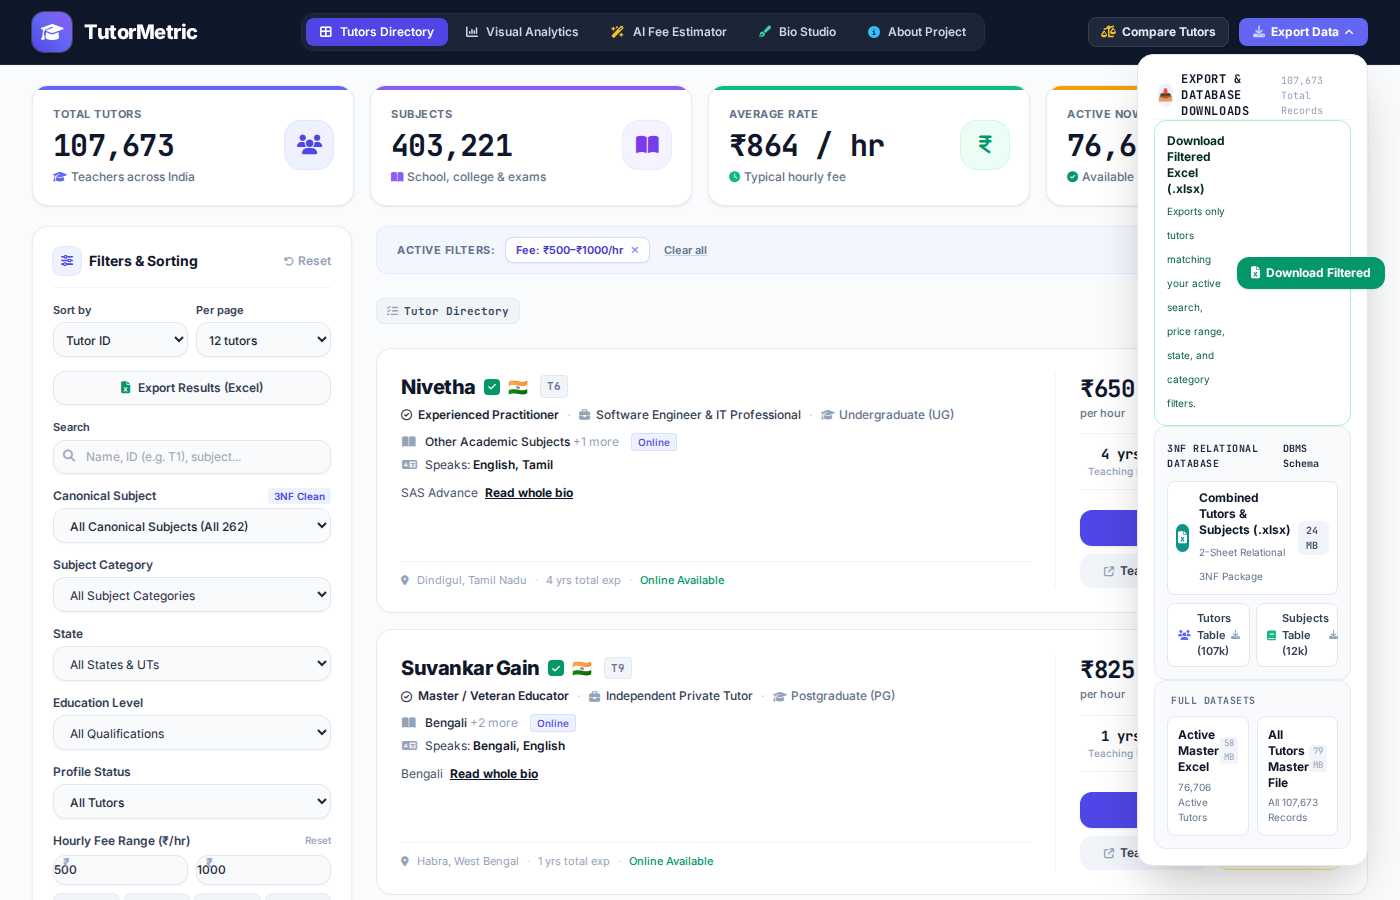 TutorMetric
Tutors Directory
Visual Analytics
AI Fee Estimator
Bio Studio
About Project
Compare Tutors
Export Data
TOTAL TUTORS
107,673
Teachers across India
SUBJECTS
403,221
School, college & exams
AVERAGE RATE
₹864 / hr
Typical hourly fee
ACTIVE NOW
76,6
Available
EXPORT &
DATABASE
DOWNLOADS
107,673
Total
Records
Download
Filtered
Excel
(.xlsx)
Exports only
tutors
matching
your active
search,
price range,
state, and
category
filters.
Download Filtered
3NF RELATIONAL
DATABASE
DBMS
Schema
Combined
Tutors &
Subjects (.xlsx)
2-Sheet Relational
3NF Package
24
MB
Tutors
Table
(107k)
Subjects
Table
(12k)
FULL DATASETS
Active
Master
Excel
58
MB
76,706
Active
Tutors
All
Tutors
Master
File
79
MB
All 107,673
Records
Filters & Sorting
Reset
Sort by
Per page
Tutor ID
12 tutors
Export Results (Excel)
Search
Name, ID (e.g. T1), subject...
Canonical Subject
3NF Clean
All Canonical Subjects (All 262)
Subject Category
All Subject Categories
State
All States & UTs
Education Level
All Qualifications
Profile Status
All Tutors
Hourly Fee Range (₹/hr)
Reset
₹
500
₹
1000
ACTIVE FILTERS:
Fee: ₹500–₹1000/hr ×
Clear all
Tutor Directory
Nivetha
T6
Experienced Practitioner · Software Engineer & IT Professional · Undergraduate (UG)
Other Academic Subjects +1 more
Online
Speaks: English, Tamil
SAS Advance Read whole bio
Dindigul, Tamil Nadu · 4 yrs total exp · Online Available
₹650
per hour
4 yrs
Teaching
Tea
Suvankar Gain
T9
Master / Veteran Educator · Independent Private Tutor · Postgraduate (PG)
Bengali +2 more
Online
Speaks: Bengali, English
Bengali Read whole bio
Habra, West Bengal · 1 yrs total exp · Online Available
₹825
per hour
1 yrs
Teaching
Tea